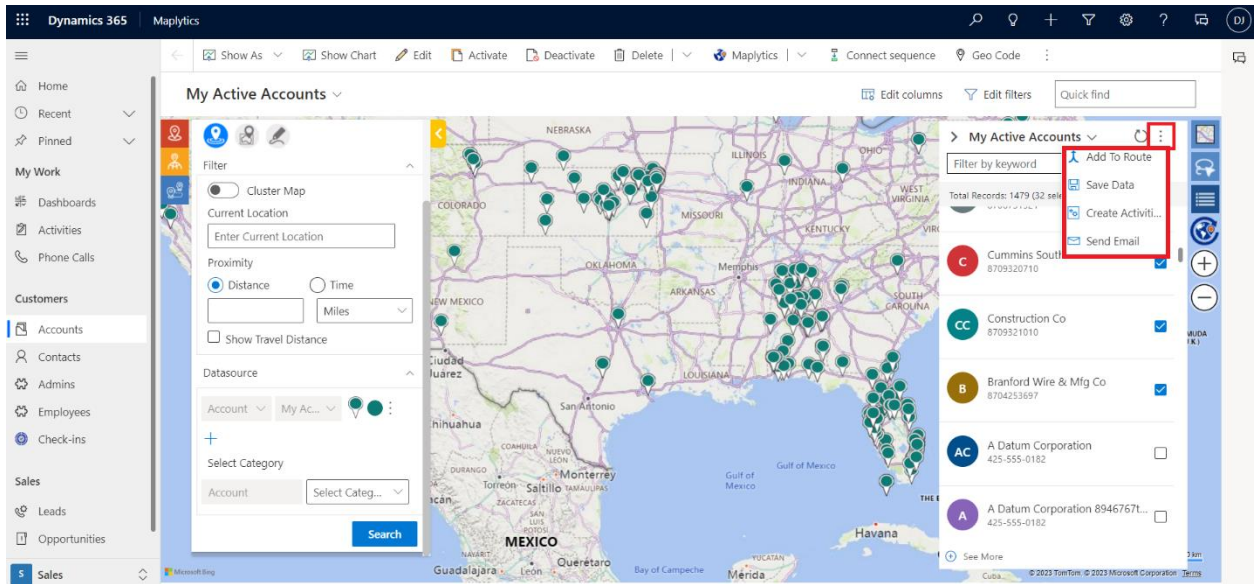 Dynamics 365
Maplytics
DJ
Show As
Show Chart
Edit
Activate
Deactivate
Delete
Maplytics
Connect sequence
Geo Code
Home
Recent
Pinned
My Work
Dashboards
Activities
Phone Calls
Customers
Accounts
Contacts
Admins
Employees
Check-ins
Sales
Leads
Opportunities
S Sales
My Active Accounts
Edit columns
Edit filters
Quick find
Filter
Cluster Map
Current Location
Enter Current Location
Proximity
Distance
Time
Miles
Show Travel Distance
Datasource
Account
My Ac...
Select Category
Account
Select Categ...
Search
NEBRASKA
ILLINOIS
OHIO
INDIANA
WEST
VIRGINIA
COLORADO
MISSOURI
KENTUCKY
OKLAHOMA
Memphis
ARKANSAS
NEW MEXICO
SOUTH
CAROLINA
Ciudad
Juárez
LOUISIANA
San Antonio
COAHUILA
NUEVO
LEÓN
DURANGO
Monterrey
Torreón
Saltillo
TAMAULIPAS
ZACATECAS
SAN
LUIS
POTOSÍ
MEXICO
NAYARIT
Guadalajara
León
Querétaro
Gulf of
Mexico
Gulf of Mexico
Bay of Campeche
YUCATÁN
Mérida
Havana
Cuba
Microsoft Bing
My Active Accounts
Filter by keyword
Total Records: 1479 (32 sele
Add To Route
Save Data
Create Activiti...
Send Email
C
Cummins South
8709320710
CC
Construction Co
8709321010
B
Branford Wire & Mfg Co
8704253697
AC
A Datum Corporation
425-555-0182
A
A Datum Corporation 8946767t...
425-555-0182
See More
© 2023 TomTom, © 2023 Microsoft Corporation Terms